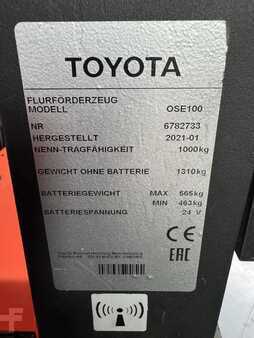 TOYOTA
FLURFÖRDERZEUG
MODELL OSE100
NR 6782733
HERGESTELLT 2021-01
NENN-TRAGFÄHIGKEIT 1000kg
GEWICHT OHNE BATTERIE 1310kg
BATTERIEGEWICHT MAX 565kg
MIN 463kg
BATTERIESPANNUNG 24 V
CE
EAC